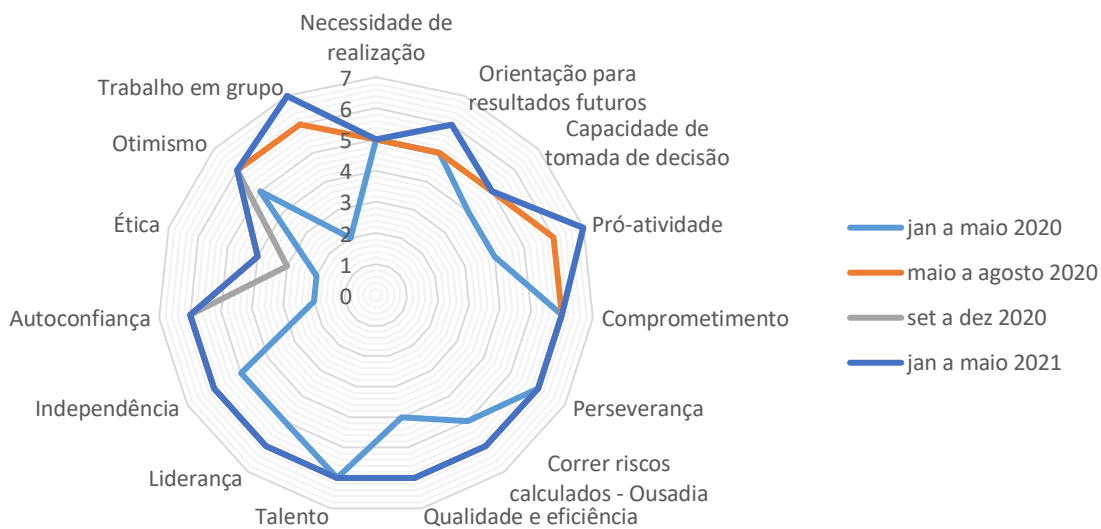 Necessidade de
realização
Orientação para
resultados futuros
Capacidade de
tomada de decisão
Pró-atividade
Comprometimento
Perseverança
Correr riscos
calculados - Ousadia
Qualidade e eficiência
Talento
Liderança
Independência
Autoconfiança
Ética
Otimismo
Trabalho em grupo
7
6
5
4
3
2
1
0
jan a maio 2020
maio a agosto 2020
set a dez 2020
jan a maio 2021